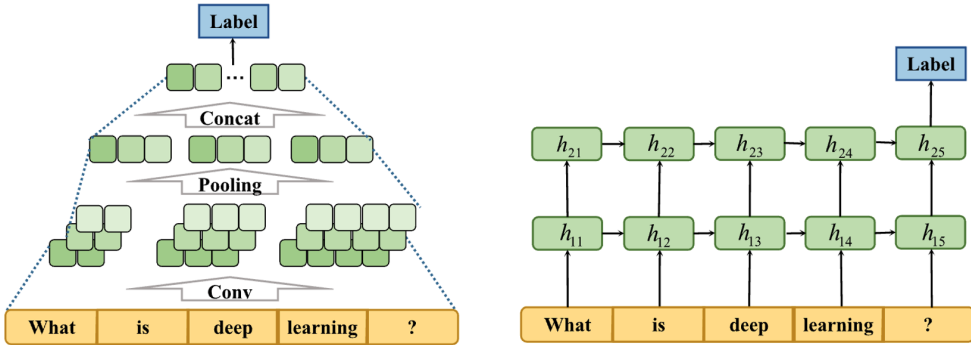 Label
...
Concat
Pooling
Conv
What is deep learning ?
Label
h21 h22 h23 h24 h25
h11 h12 h13 h14 h15
What is deep learning ?